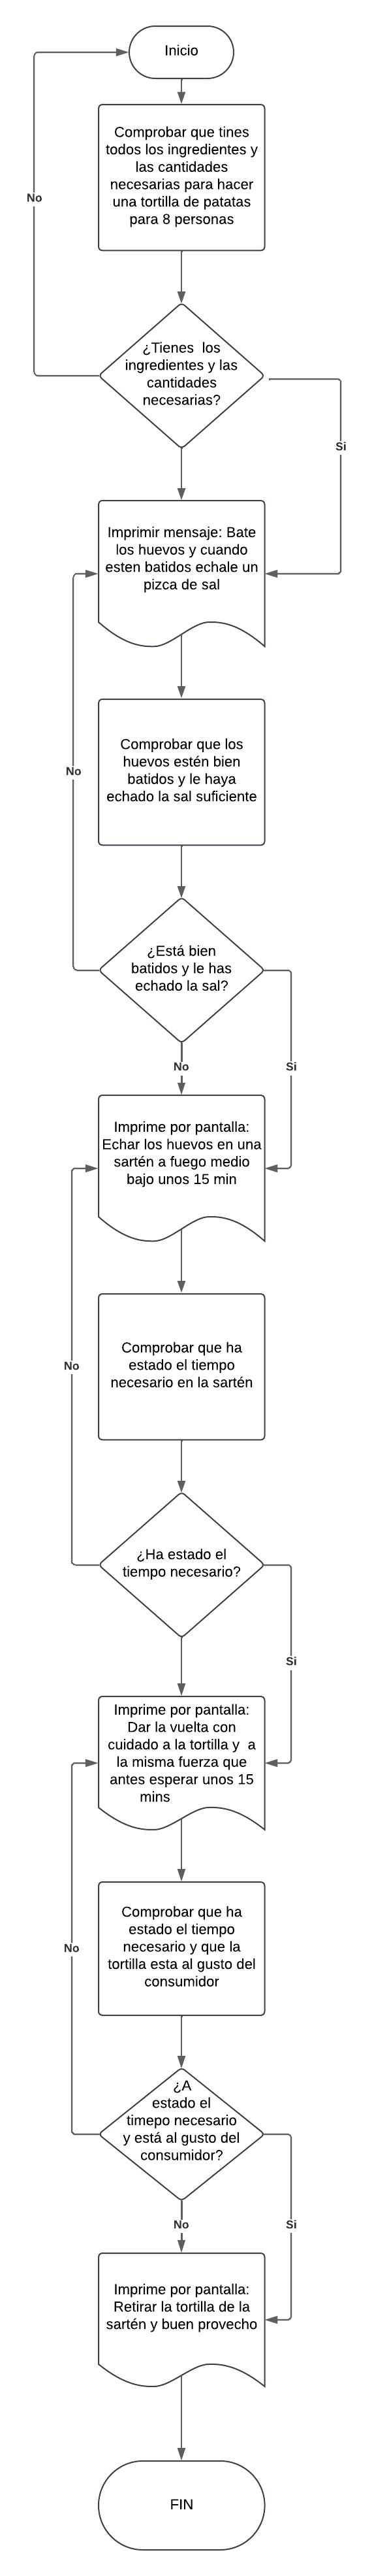 Inicio
Comprobar que tines
todos los ingredientes y
las cantidades
necesarias para hacer
una tortilla de patatas
para 8 personas
No
¿Tienes los
ingredientes y las
cantidades
necesarias?
Si
Imprimir mensaje: Bate
los huevos y cuando
esten batidos echale un
pizca de sal
No
Comprobar que los
huevos estén bien
batidos y le haya
echado la sal suficiente
¿Está bien
batidos y le has
echado la sal?
No
Si
Imprime por pantalla:
Echar los huevos en una
sartén a fuego medio
bajo unos 15 min
No
Comprobar que ha
estado el tiempo
necesario en la sartén
¿Ha estado el
tiempo necesario?
Si
Imprime por pantalla:
Dar la vuelta con
cuidado a la tortilla y a
la misma fuerza que
antes esperar unos 15
mins
No
Comprobar que ha
estado el tiempo
necesario y que la
tortilla esta al gusto del
consumidor
¿A
estado el
timepo necesario
y está al gusto del
consumidor?
No
Si
Imprime por pantalla:
Retirar la tortilla de la
sartén y buen provecho
FIN